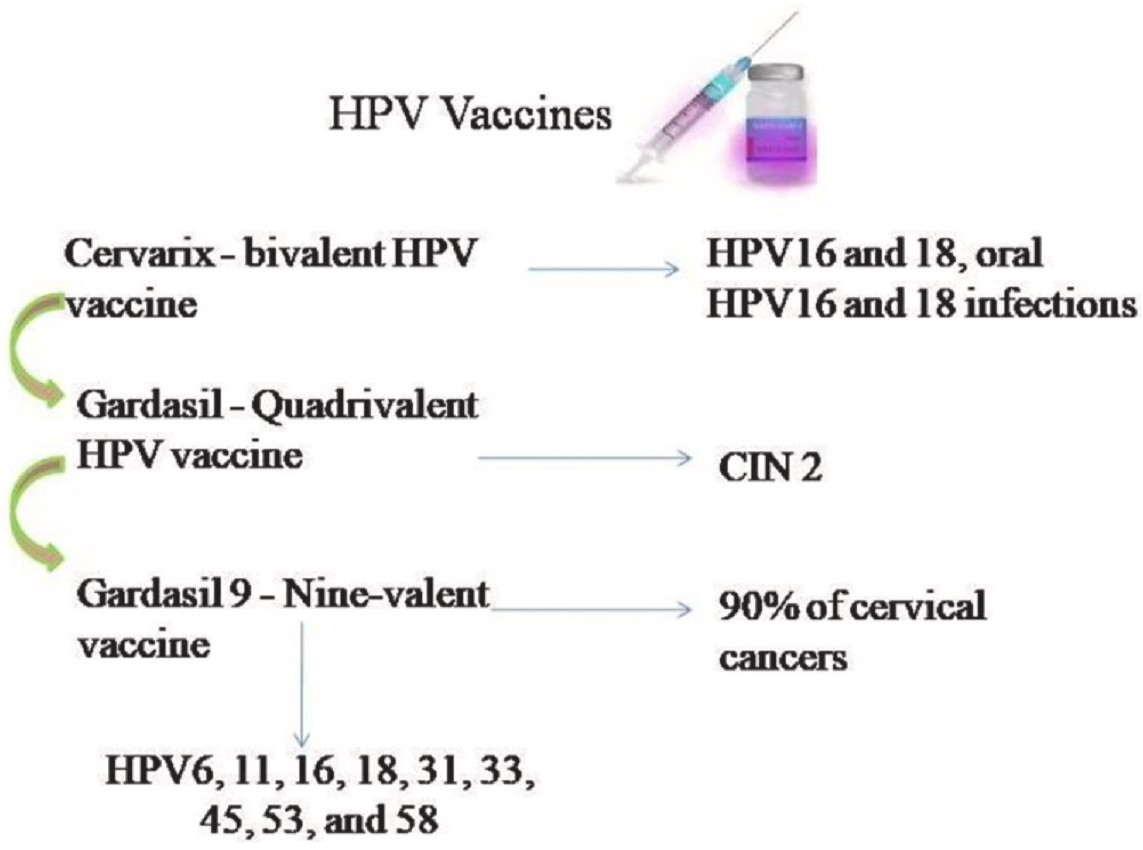 HPV Vaccines
Cervarix - bivalent HPV
vaccine
HPV16 and 18, oral
HPV16 and 18 infections
Gardasil - Quadrivalent
HPV vaccine
CIN 2
Gardasil 9 - Nine-valent
vaccine
90% of cervical
cancers
HPV6, 11, 16, 18, 31, 33,
45, 53, and 58